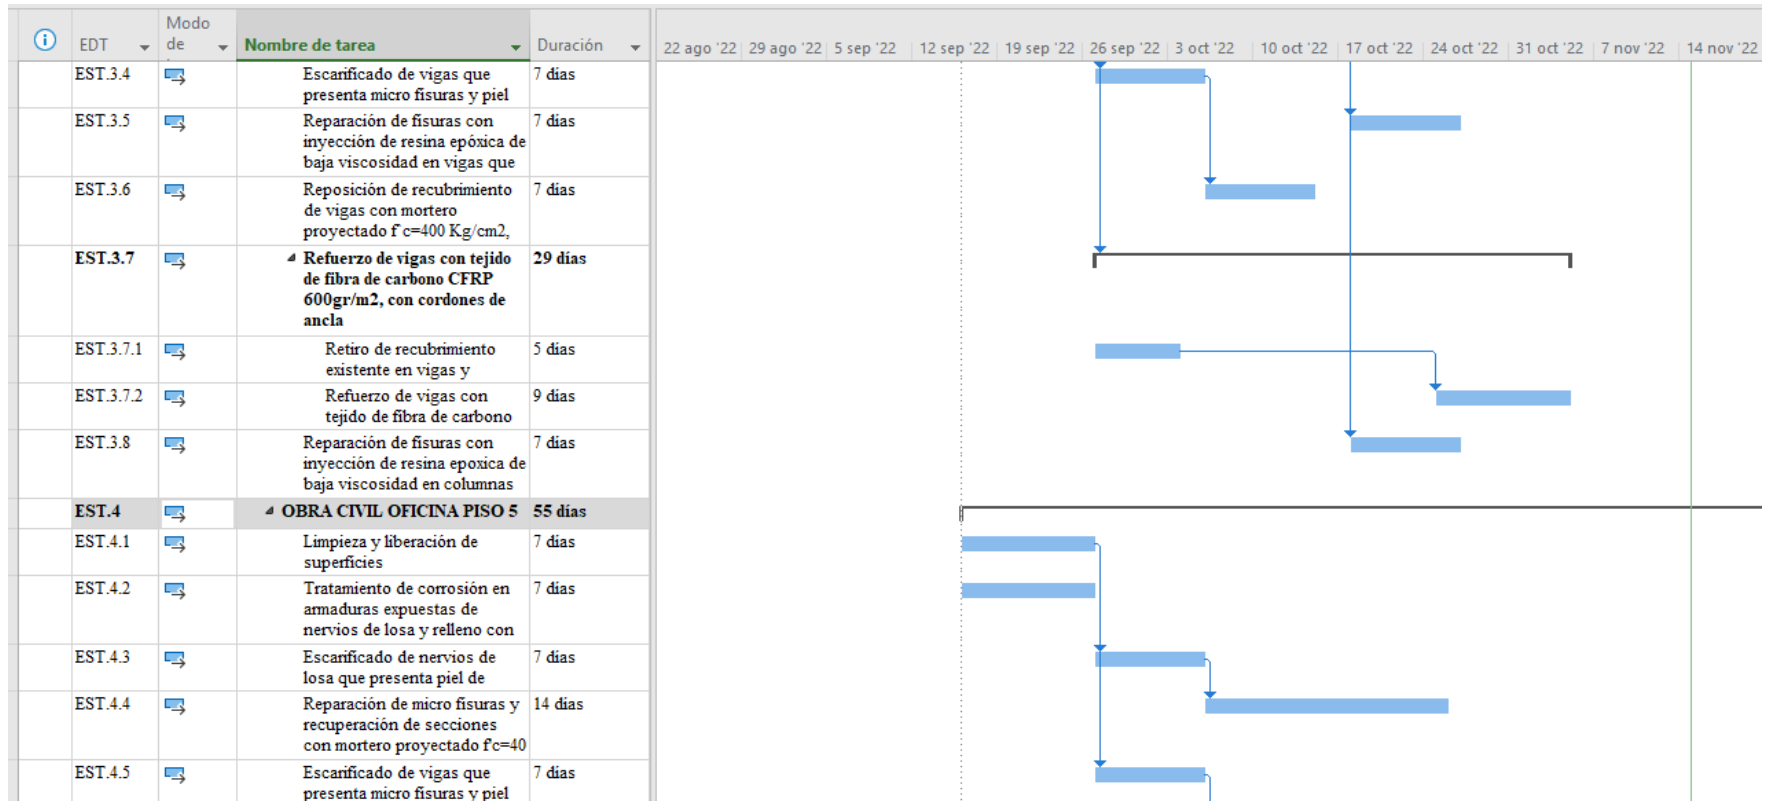 Modo
EDT de Nombre de tarea Duración 22 ago '22 29 ago '22 5 sep '22 12 sep '22 19 sep '22 26 sep '22 3 oct '22 10 oct '22 17 oct '22 24 oct '22 31 oct '22 7 nov '22 14 nov '22
EST.3.4 Escarificado de vigas que 7 días
presenta micro fisuras y piel
EST.3.5 Reparación de fisuras con 7 días
inyección de resina epóxica de
baja viscosidad en vigas que
EST.3.6 Reposición de recubrimiento 7 días
de vigas con mortero
proyectado f'c=400 Kg/cm2,
EST.3.7 Refuerzo de vigas con tejido 29 días
de fibra de carbono CFRP
600gr/m2, con cordones de
ancla
EST.3.7.1 Retiro de recubrimiento 5 días
existente en vigas y
EST.3.7.2 Refuerzo de vigas con 9 días
tejido de fibra de carbono
EST.3.8 Reparación de fisuras con 7 días
inyección de resina epoxica de
baja viscosidad en columnas
EST.4 OBRA CIVIL OFICINA PISO 5 55 días
EST.4.1 Limpieza y liberación de 7 días
superficies
EST.4.2 Tratamiento de corrosión en 7 días
armaduras expuestas de
nervios de losa y relleno con
EST.4.3 Escarificado de nervios de 7 días
losa que presenta piel de
EST.4.4 Reparación de micro fisuras y 14 días
recuperación de secciones
con mortero proyectado f'c=40
EST.4.5 Escarificado de vigas que 7 días
presenta micro fisuras y piel